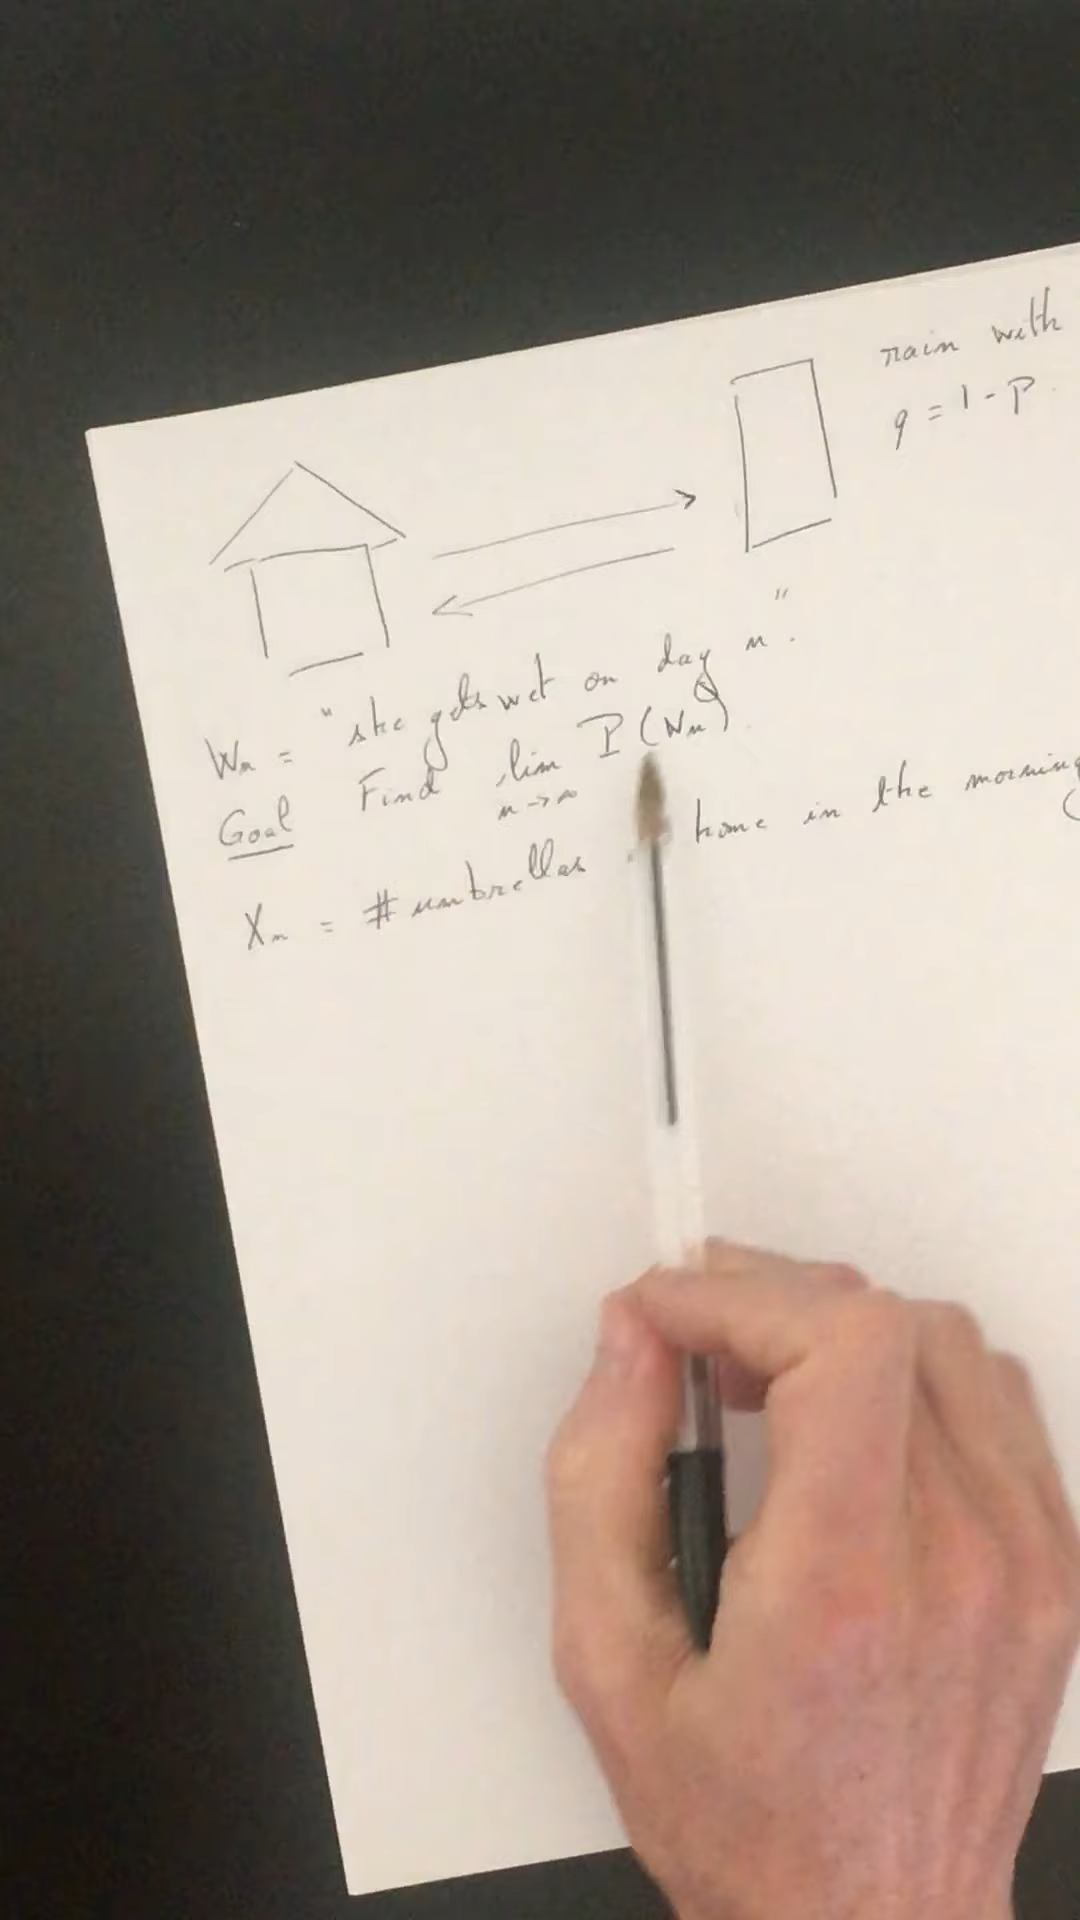 rain with
q = 1 - p.
Wn = "she gets wet on day n".
Goal Find lim P(Wn).
n→∞
Xn = # umbrellas home in the morning